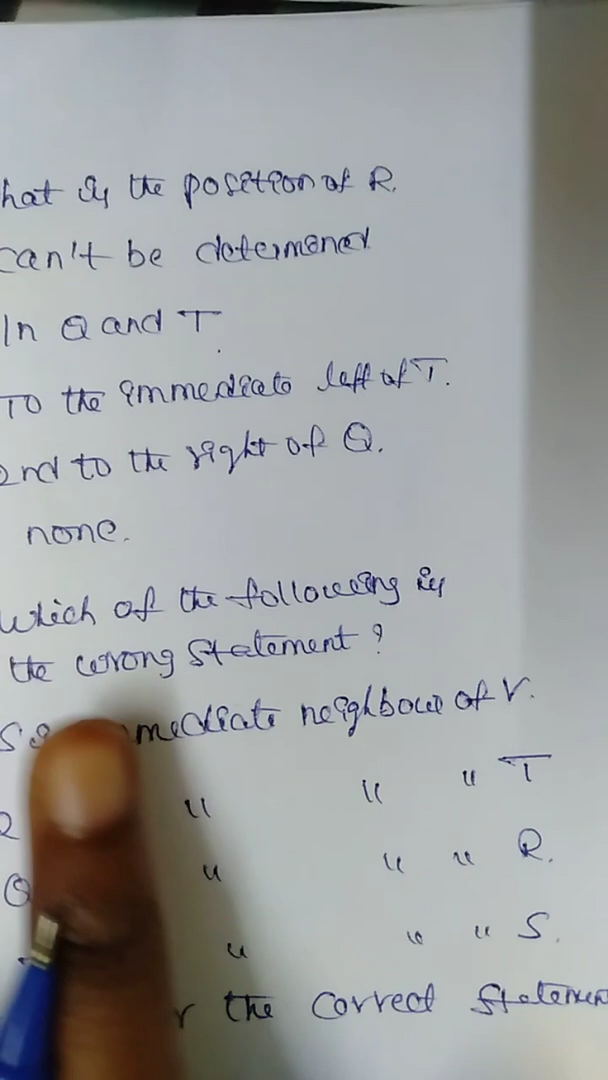 hat is the position of R.
can't be determined
In Q and T
To the immediate left of T.
2nd to the right of Q.
none.
which of the following is
the wrong statement?
S mediate neighbour of V.
" " " T
Q " " " R.
" " " S.
the correct statemen